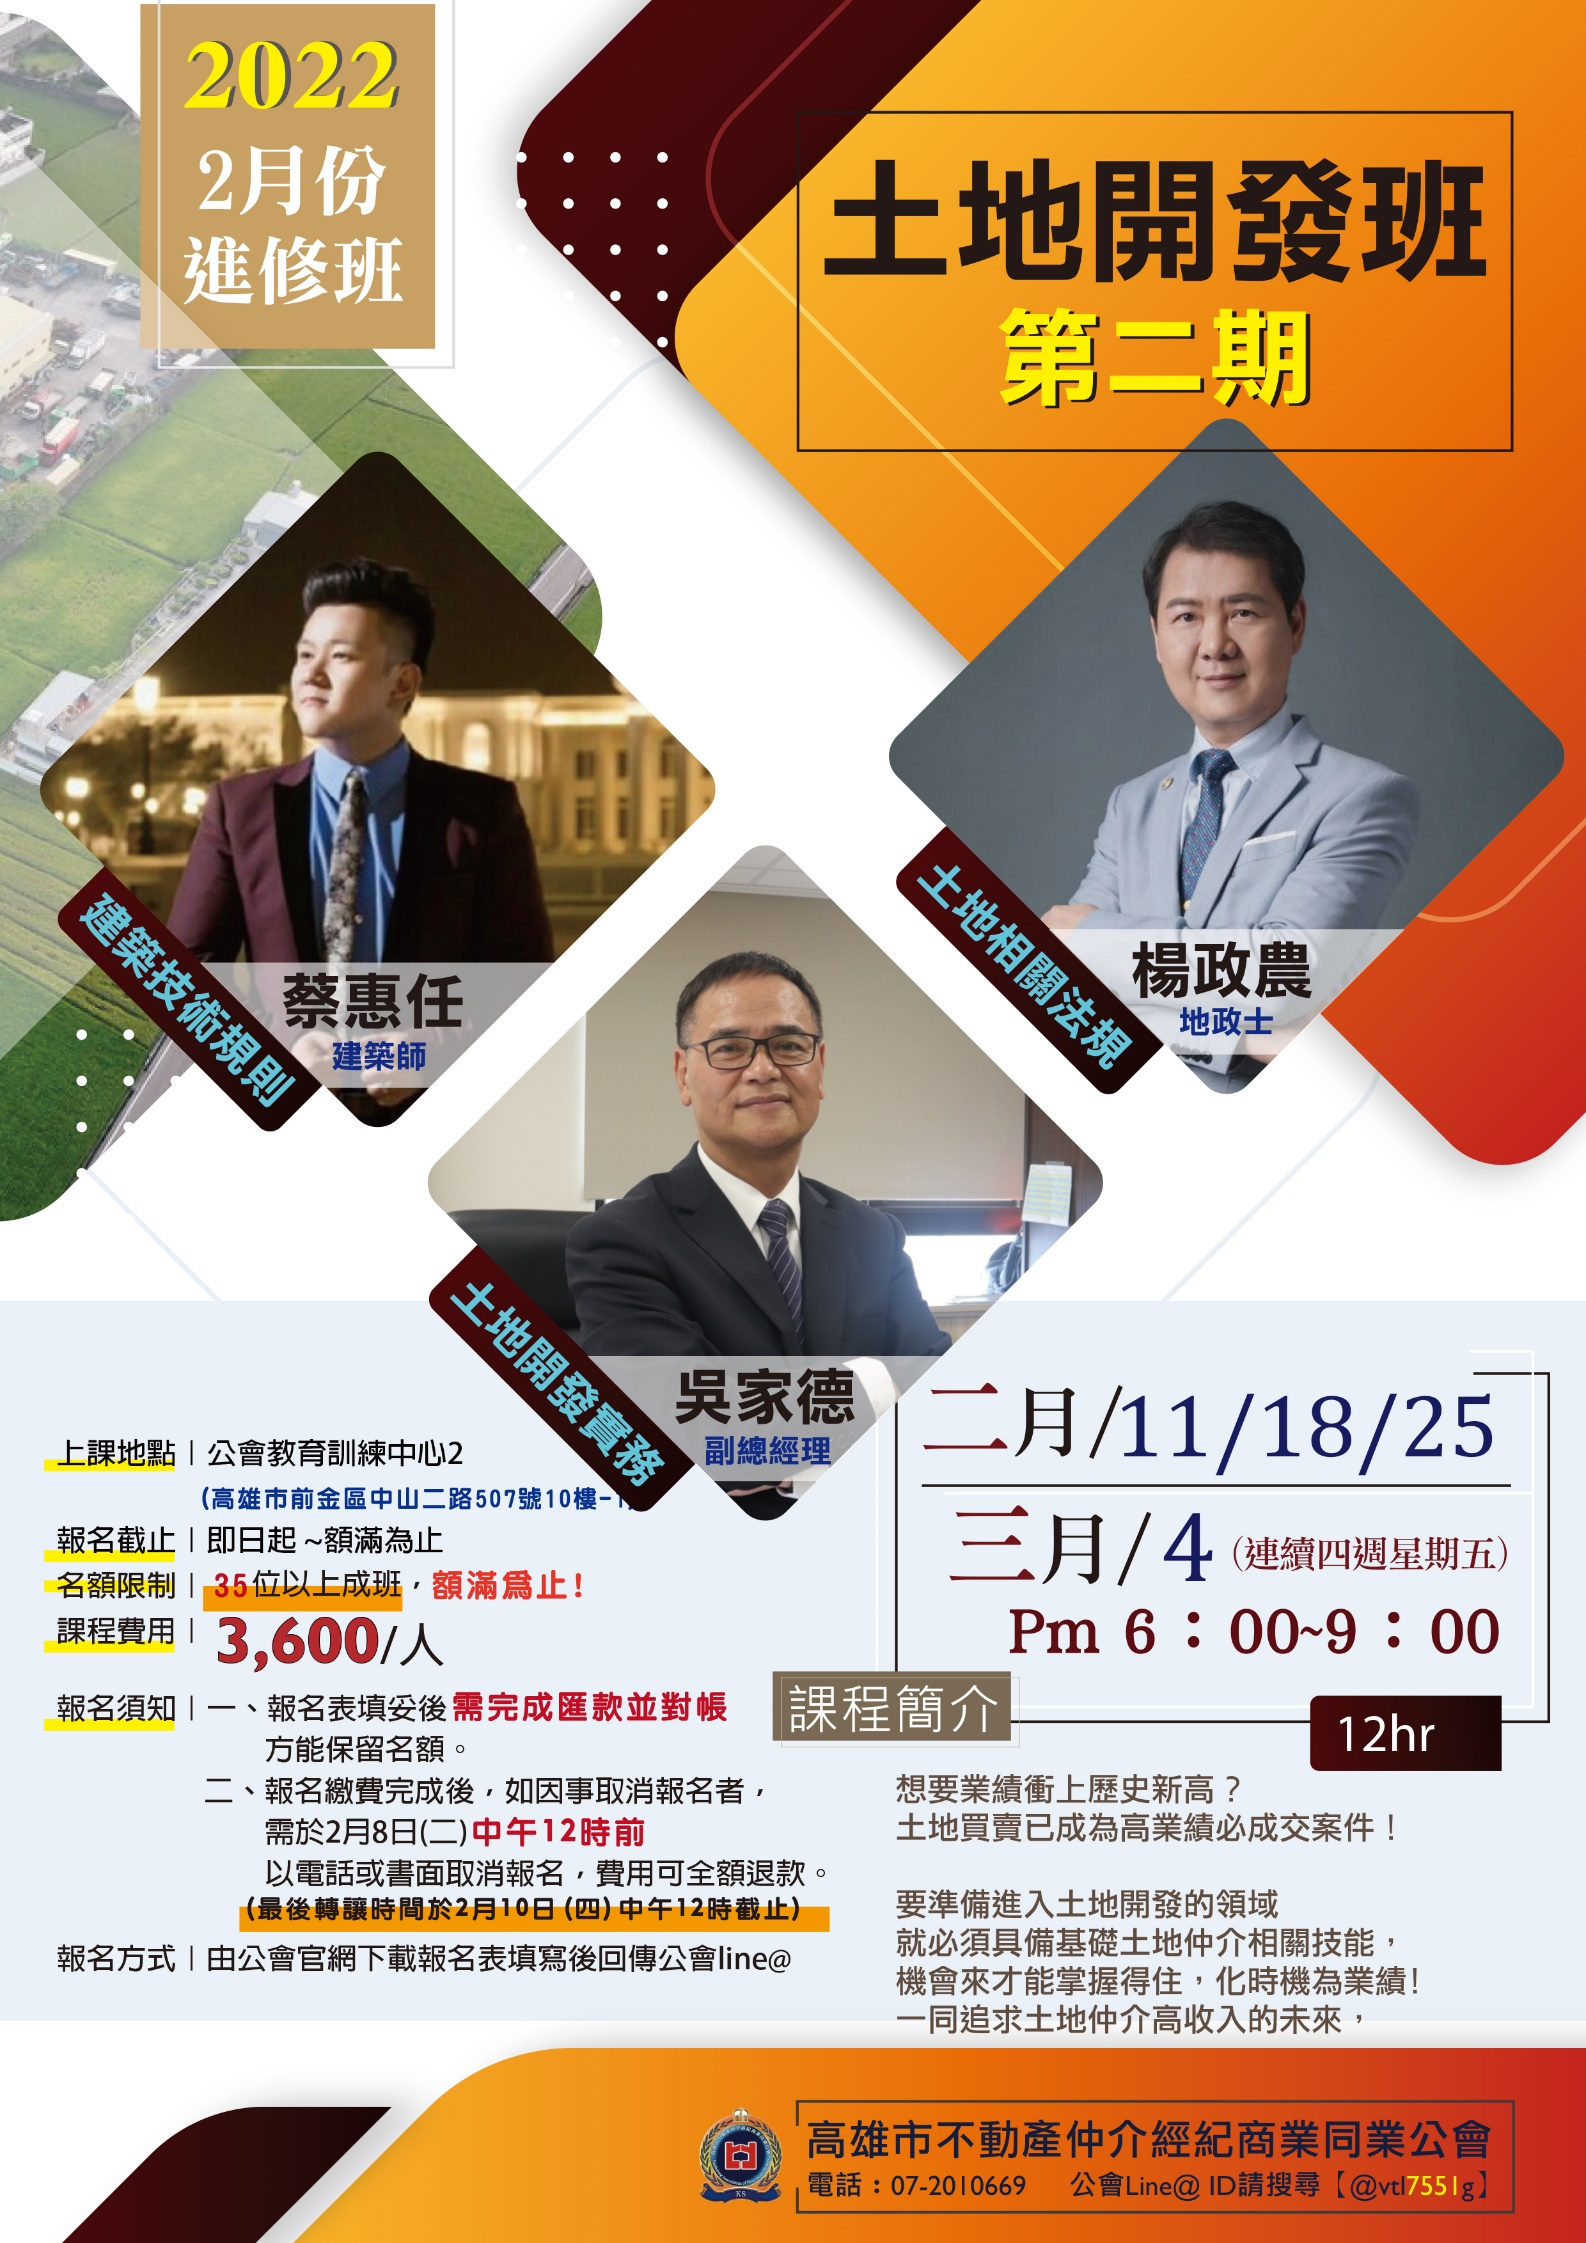 2022
2月份
進修班
土地開發班
第二期
建築技術規則
蔡惠任
建築師
土地相關法規
楊政農
地政士
土地開發實務
吳家德
副總經理
上課地點｜公會教育訓練中心2
(高雄市前金區中山二路507號10樓-1)
報名截止｜即日起~額滿為止
名額限制｜35位以上成班，額滿為止!
課程費用｜3,600/人
報名須知｜一、報名表填妥後需完成匯款並對帳
方能保留名額。
二、報名繳費完成後，如因事取消報名者，
需於2月8日(二)中午12時前
以電話或書面取消報名，費用可全額退款。
(最後轉讓時間於2月10日(四)中午12時截止)
報名方式｜由公會官網下載報名表填寫後回傳公會line@
二月/11/18/25
三月/4（連續四週星期五）
Pm 6：00~9：00
12hr
課程簡介
想要業績衝上歷史新高？
土地買賣已成為高業績必成交案件！
要準備進入土地開發的領域
就必須具備基礎土地仲介相關技能，
機會來才能掌握得住，化時機為業績!
一同追求土地仲介高收入的未來，
高雄市不動產仲介經紀商業同業公會
電話：07-2010669 公會Line@ ID請搜尋【@vtl7551g】
KS